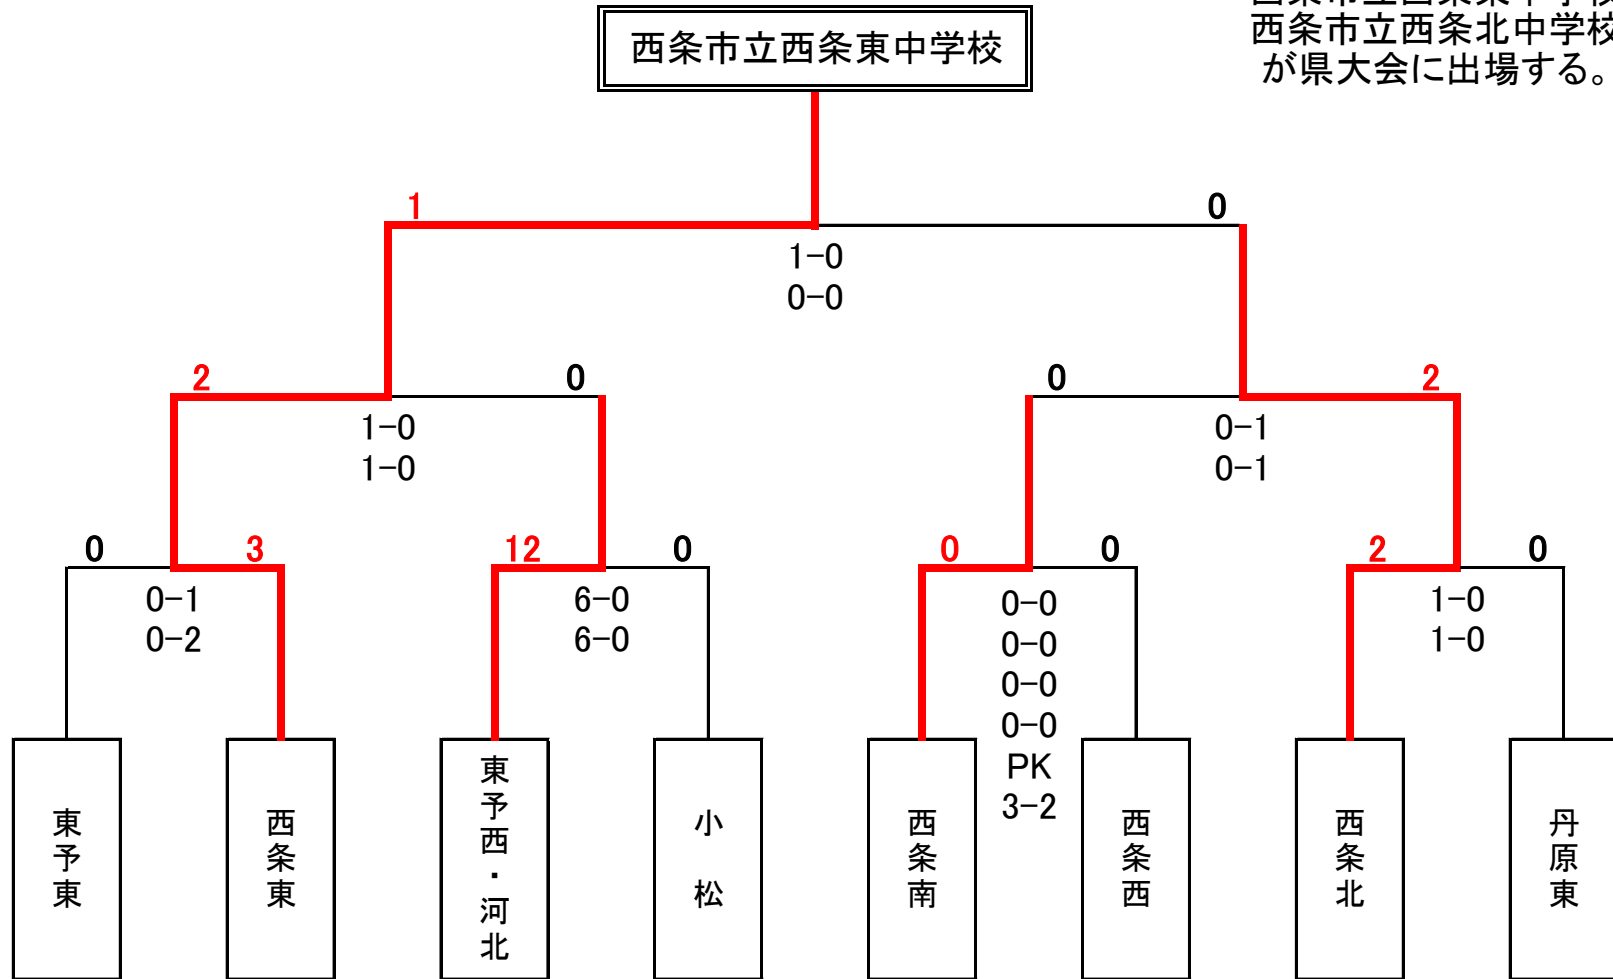 西条市立西条東中学校
西条市立西条東中学校
西条市立西条北中学校
が県大会に出場する。
1
0
1-0
0-0
2
0
0
2
1-0
1-0
0-1
0-1
0
3
12
0
0
0
2
0
0-1
0-2
6-0
6-0
0-0
0-0
0-0
0-0
PK
3-2
1-0
1-0
東予東
西条東
東予西・河北
小松
西条南
西条西
西条北
丹原東